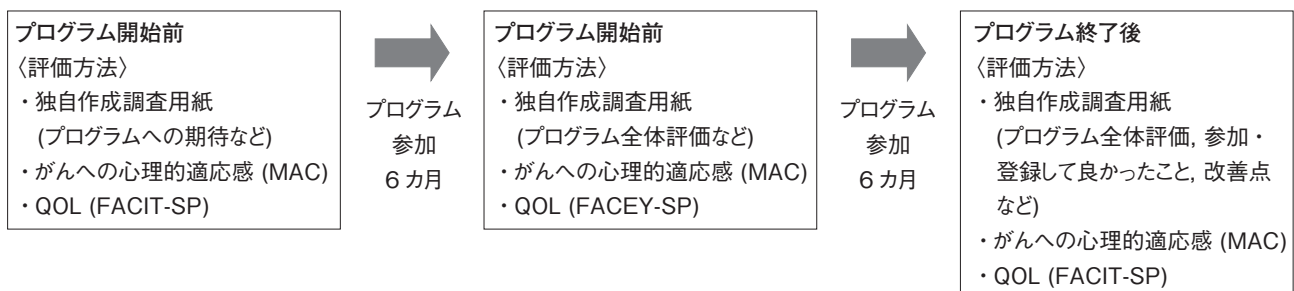 プログラム開始前
〈評価方法〉
・独自作成調査用紙
(プログラムへの期待など)
・がんへの心理的適応感 (MAC)
・QOL (FACIT-SP)
プログラム
参加
6 カ月
プログラム開始前
〈評価方法〉
・独自作成調査用紙
(プログラム全体評価など)
・がんへの心理的適応感 (MAC)
・QOL (FACEY-SP)
プログラム
参加
6 カ月
プログラム終了後
〈評価方法〉
・独自作成調査用紙
(プログラム全体評価, 参加・
登録して良かったこと, 改善点
など)
・がんへの心理的適応感 (MAC)
・QOL (FACIT-SP)